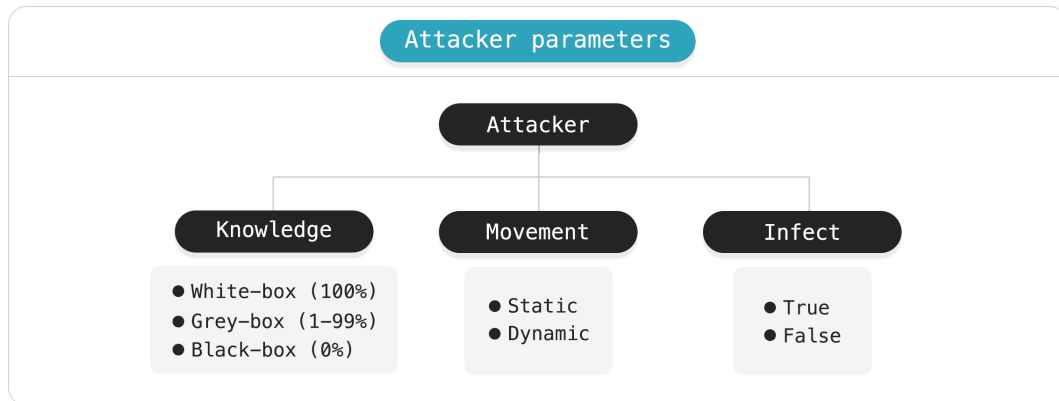 Attacker parameters
Attacker
Knowledge
Movement
Infect
White-box (100%)
Grey-box (1-99%)
Black-box (0%)
Static
Dynamic
True
False